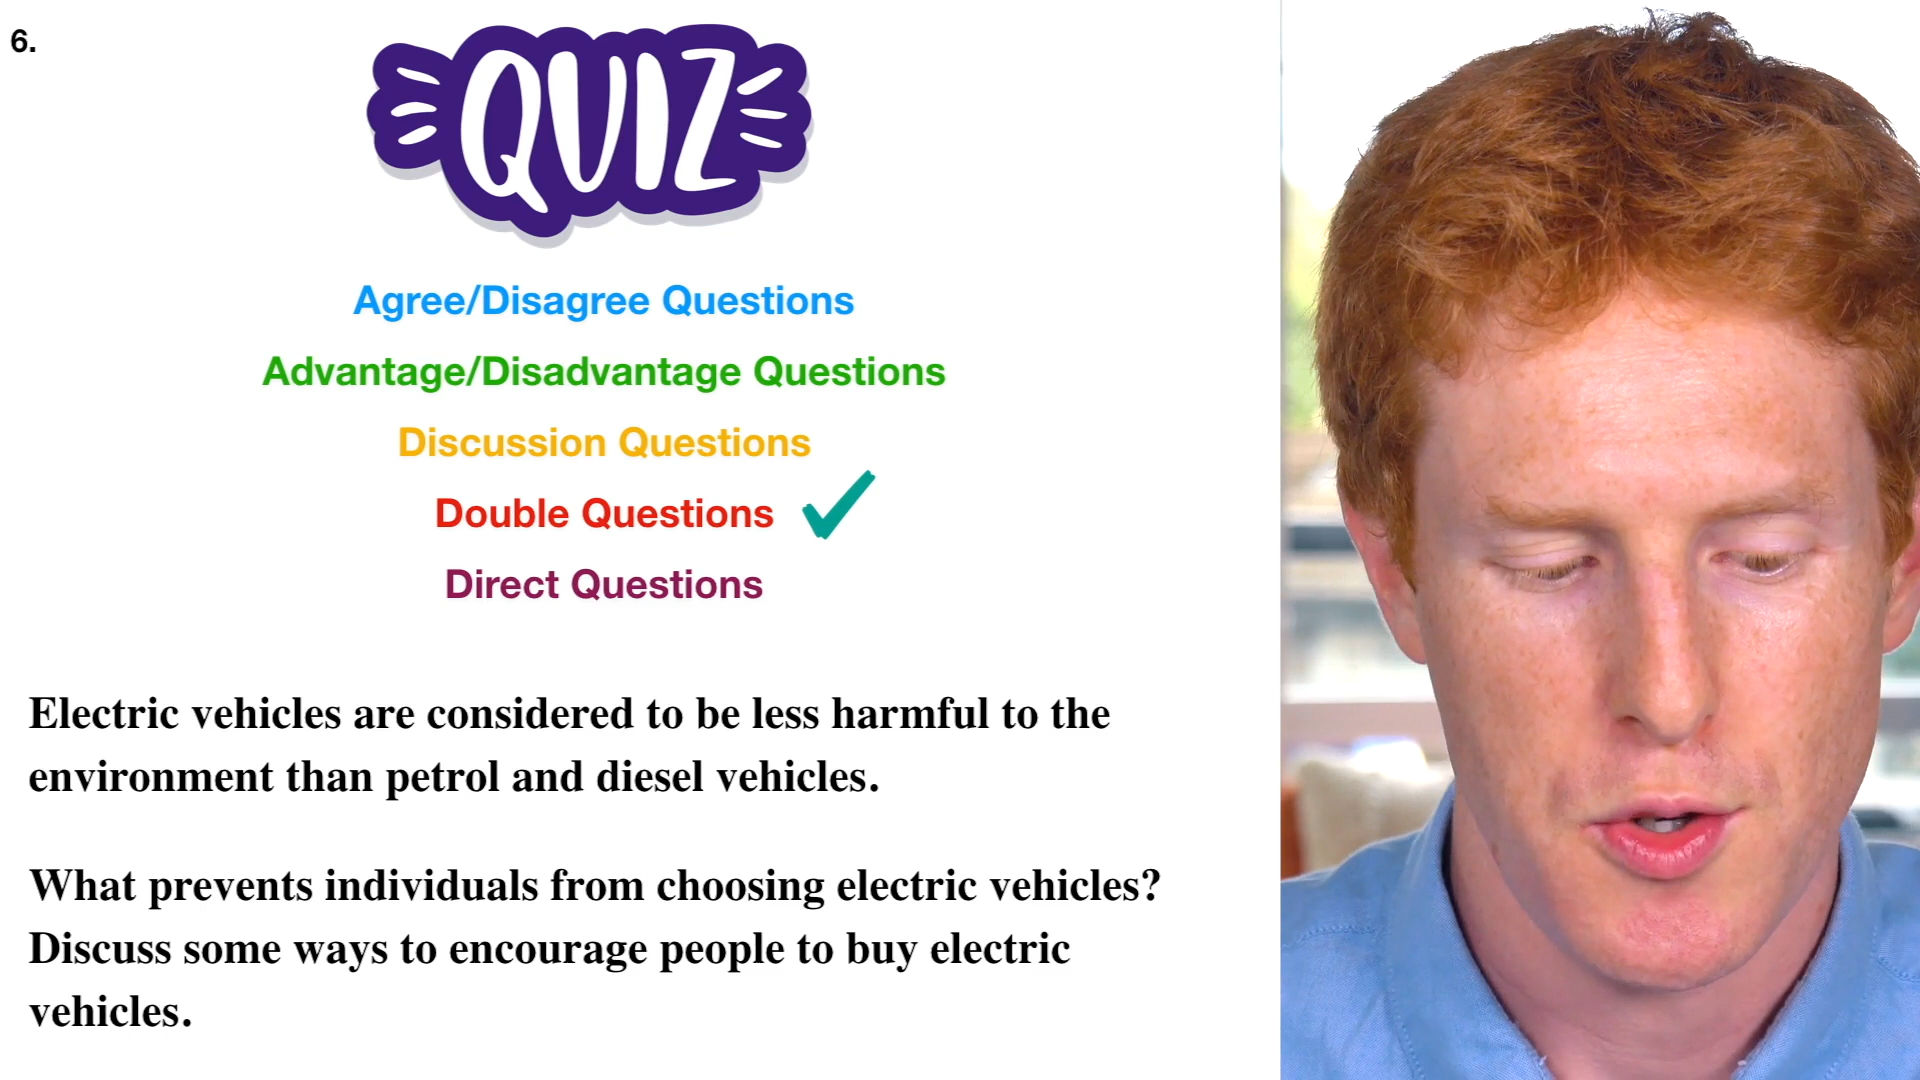 6.
QUIZ
Agree/Disagree Questions
Advantage/Disadvantage Questions
Discussion Questions
Double Questions
Direct Questions
Electric vehicles are considered to be less harmful to the
environment than petrol and diesel vehicles.
What prevents individuals from choosing electric vehicles?
Discuss some ways to encourage people to buy electric
vehicles.